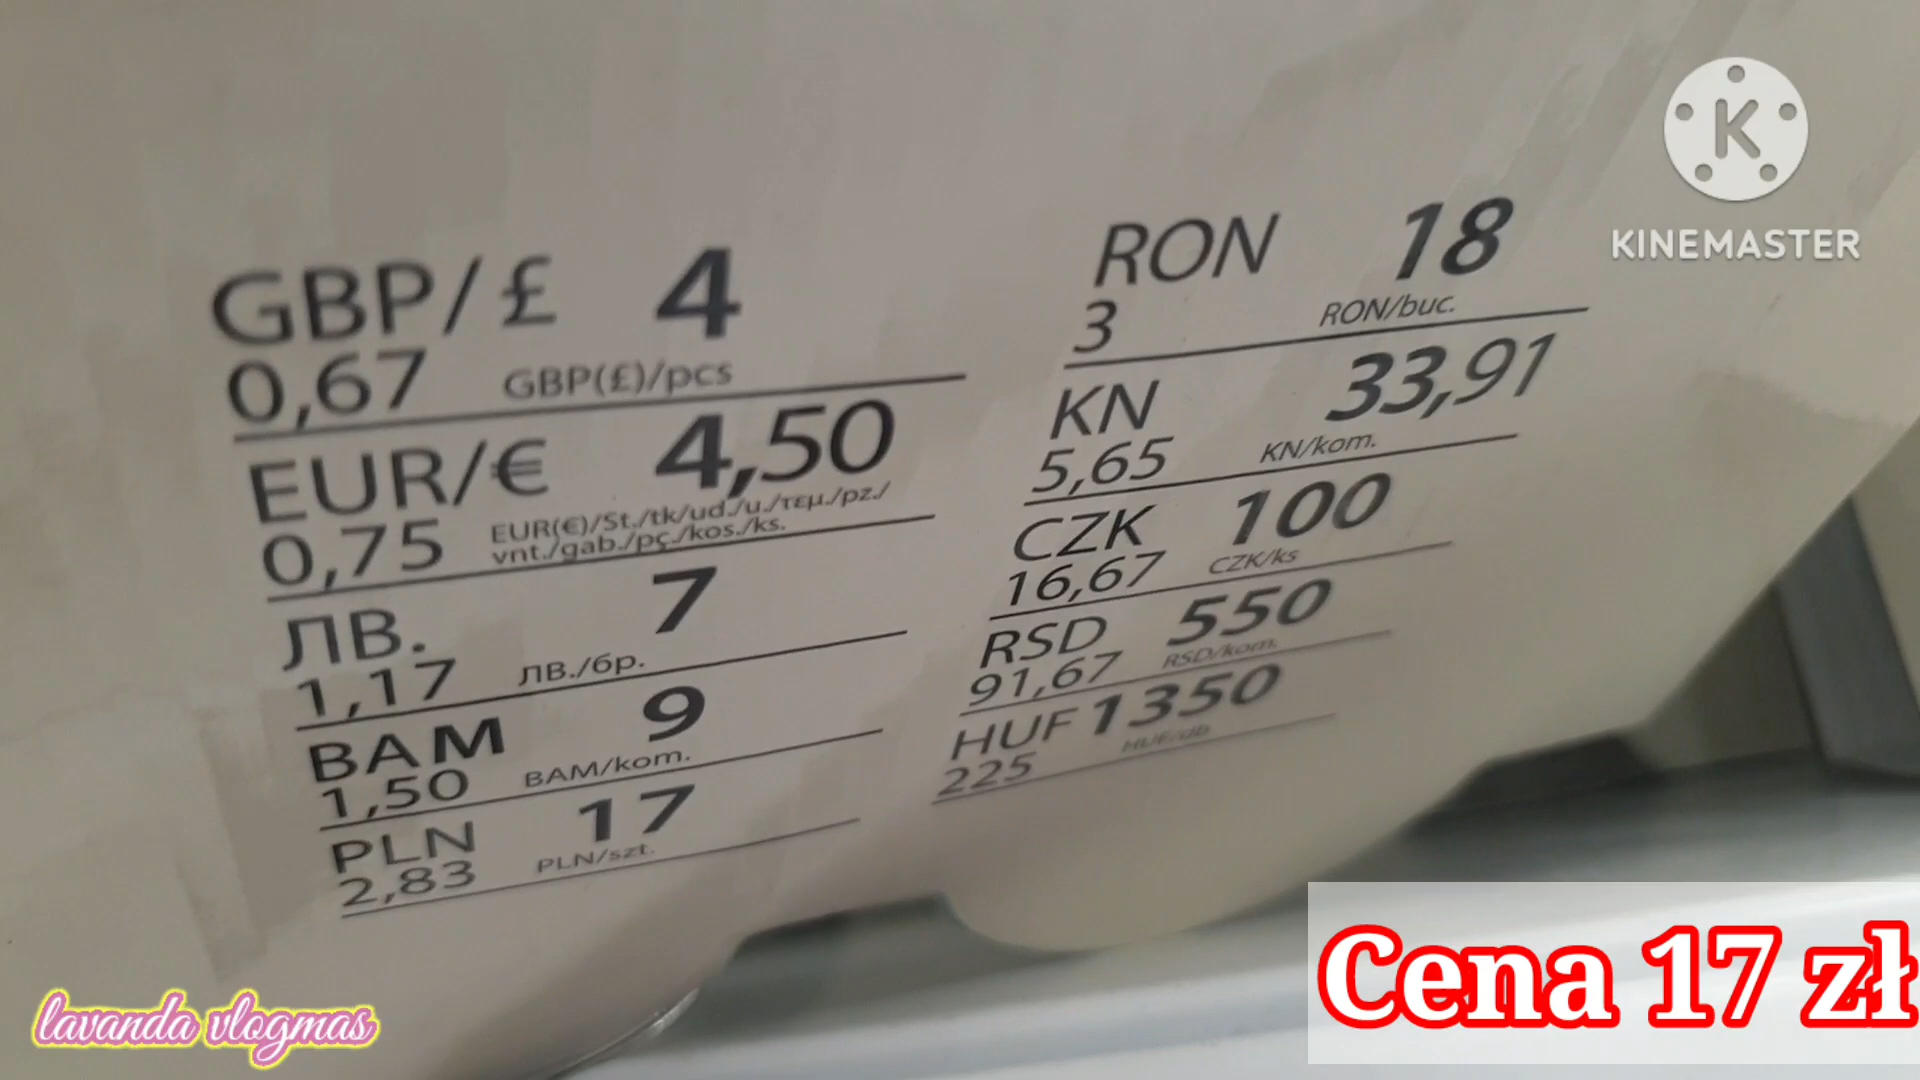 GBP/£ 4
0,67 GBP(£)/pcs
EUR/€ 4,50
0,75 EUR(€)/St./tk/ud./u./τεμ./pz./
vnt./gab./pç./kos./ks.
ЛВ. 7
1,17 ЛВ./бр.
BAM 9
1,50 BAM/kom.
PLN 17
2,83 PLN/szt.
RON 18
3 RON/buc.
KN 33,91
5,65 KN/kom.
CZK 100
16,67 CZK/ks
RSD 550
91,67 RSD/kom.
HUF 1350
225 HUF/db
K
KINEMASTER
Cena 17 zł
lavanda vlogmas